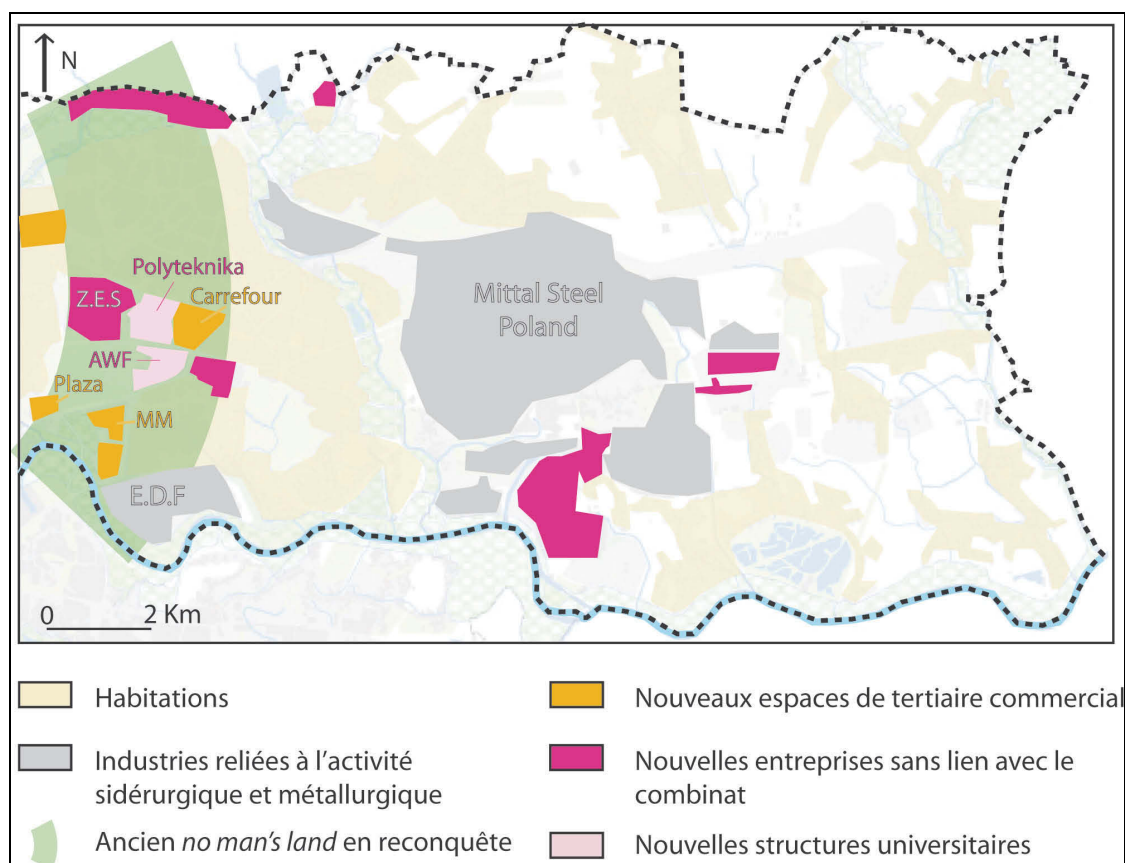 N
Polyteknika
Z.E.S
Carrefour
AWF
Plaza
MM
E.D.F
Mittal Steel
Poland
0 2 Km
Habitations
Industries reliées à l'activité
sidérurgique et métallurgique
Ancien no man's land en reconquête
Nouveaux espaces de tertiaire commercial
Nouvelles entreprises sans lien avec le
combinat
Nouvelles structures universitaires